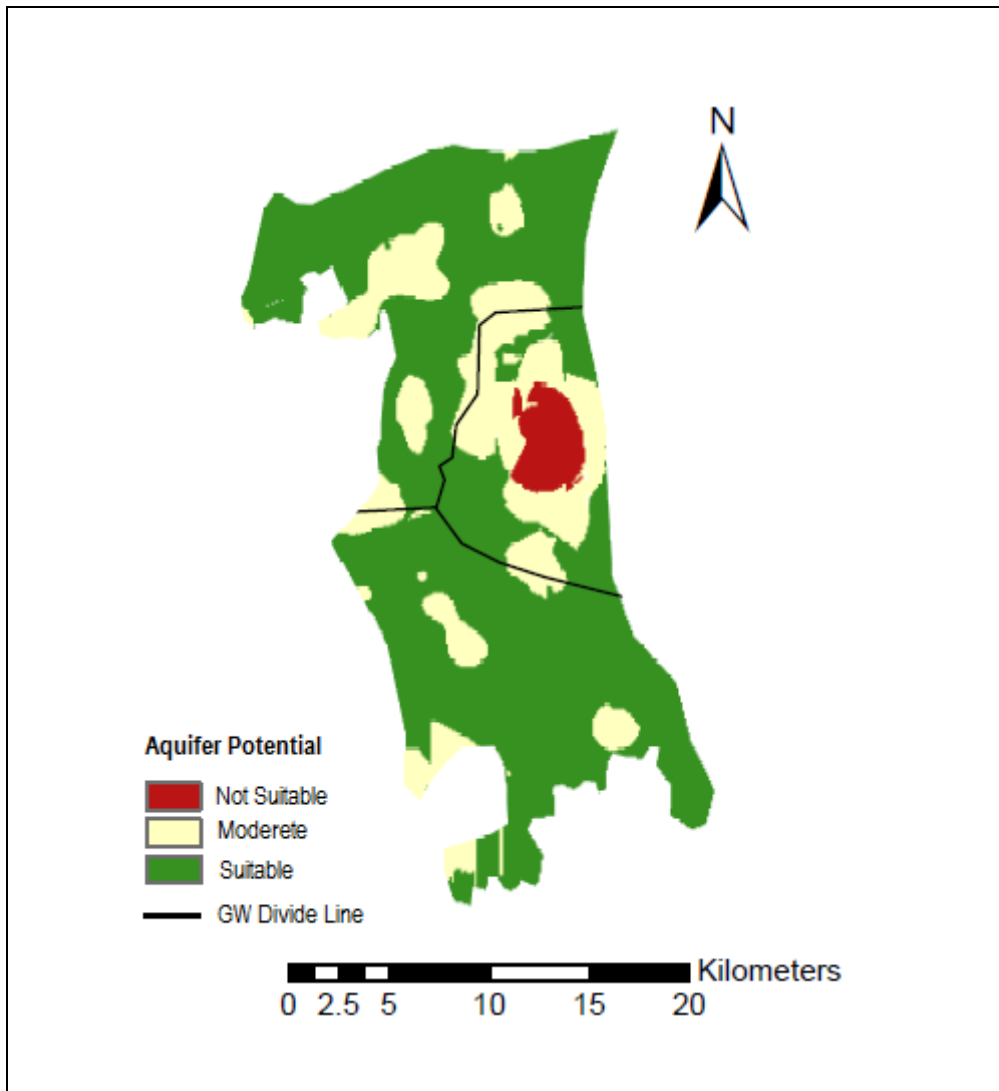 N
Aquifer Potential
Not Suitable
Moderete
Suitable
GW Divide Line
Kilometers
0 2.5 5 10 15 20